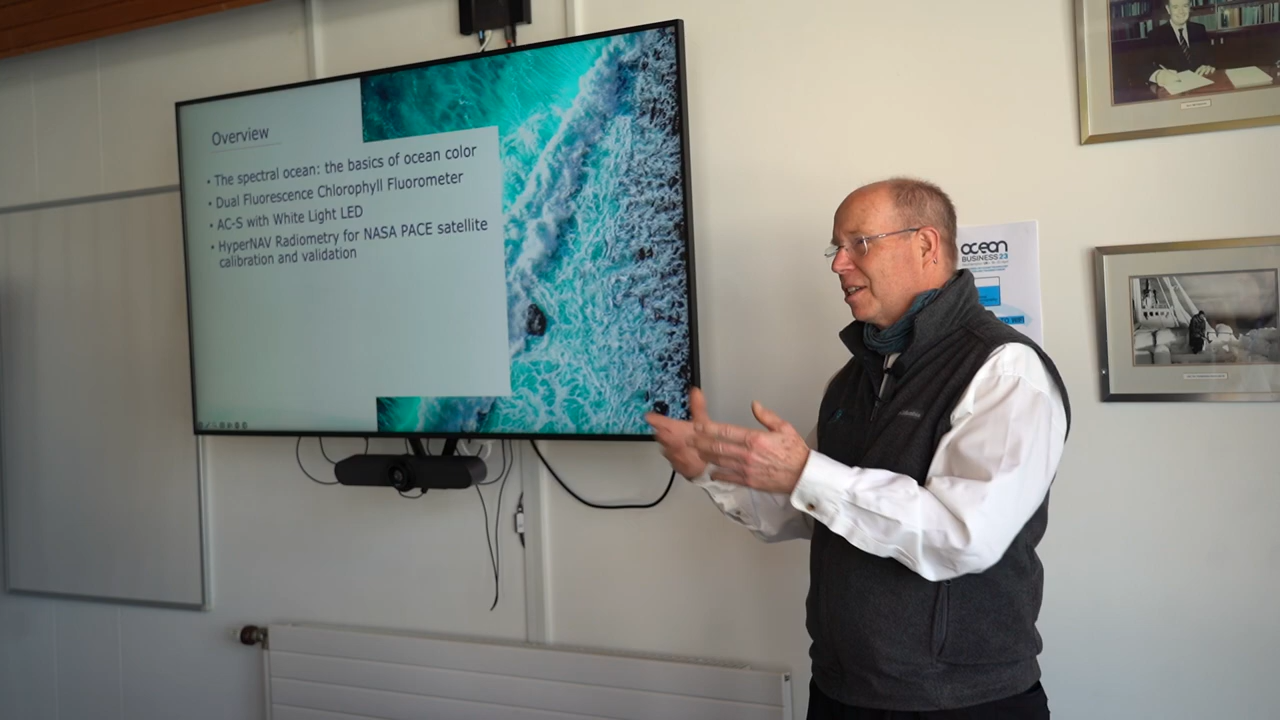 Overview
• The spectral ocean: the basics of ocean color
• Dual Fluorescence Chlorophyll Fluorometer
• AC-S with White Light LED
• HyperNAV Radiometry for NASA PACE satellite
calibration and validation
ocean
BUSINESS 23